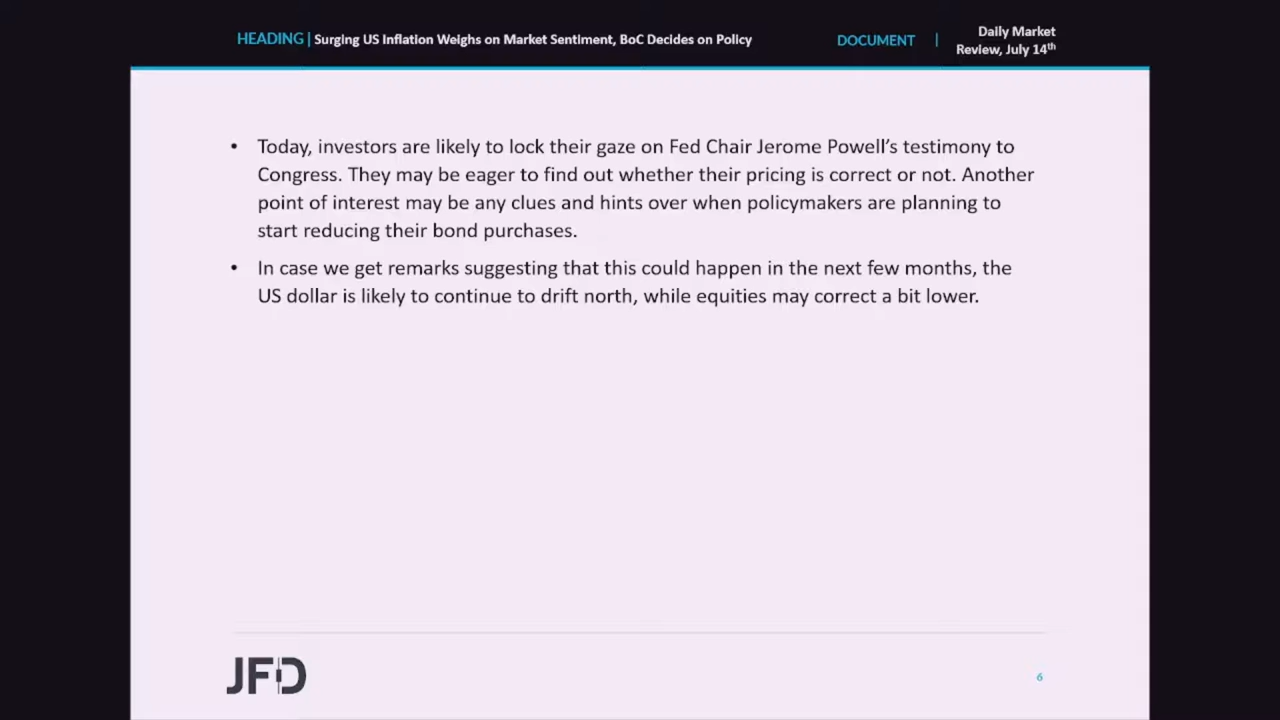 HEADING | Surging US Inflation Weighs on Market Sentiment, BoC Decides on Policy
DOCUMENT | Daily Market
Review, July 14th
• Today, investors are likely to lock their gaze on Fed Chair Jerome Powell’s testimony to
Congress. They may be eager to find out whether their pricing is correct or not. Another
point of interest may be any clues and hints over when policymakers are planning to
start reducing their bond purchases.
• In case we get remarks suggesting that this could happen in the next few months, the
US dollar is likely to continue to drift north, while equities may correct a bit lower.
JFD
6